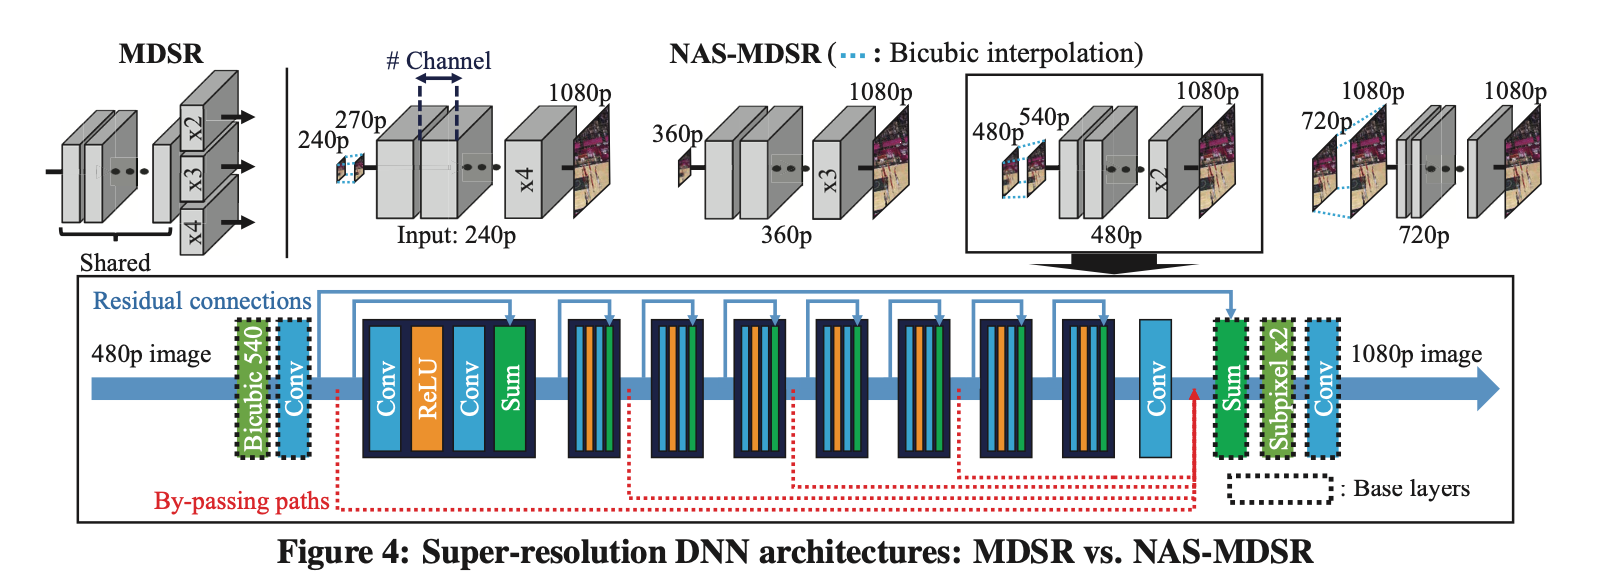 MDSR
# Channel
NAS-MDSR ( : Bicubic interpolation)
x2
x3
x4
Shared
240p
270p
1080p
x4
Input: 240p
360p
1080p
x3
360p
480p
540p
1080p
x2
480p
720p
1080p
1080p
720p
Residual connections
480p image
Bicubic 540
Conv
Conv
ReLU
Conv
Sum
Conv
Sum
Subpixel x2
Conv
1080p image
By-passing paths
: Base layers
Figure 4: Super-resolution DNN architectures: MDSR vs. NAS-MDSR